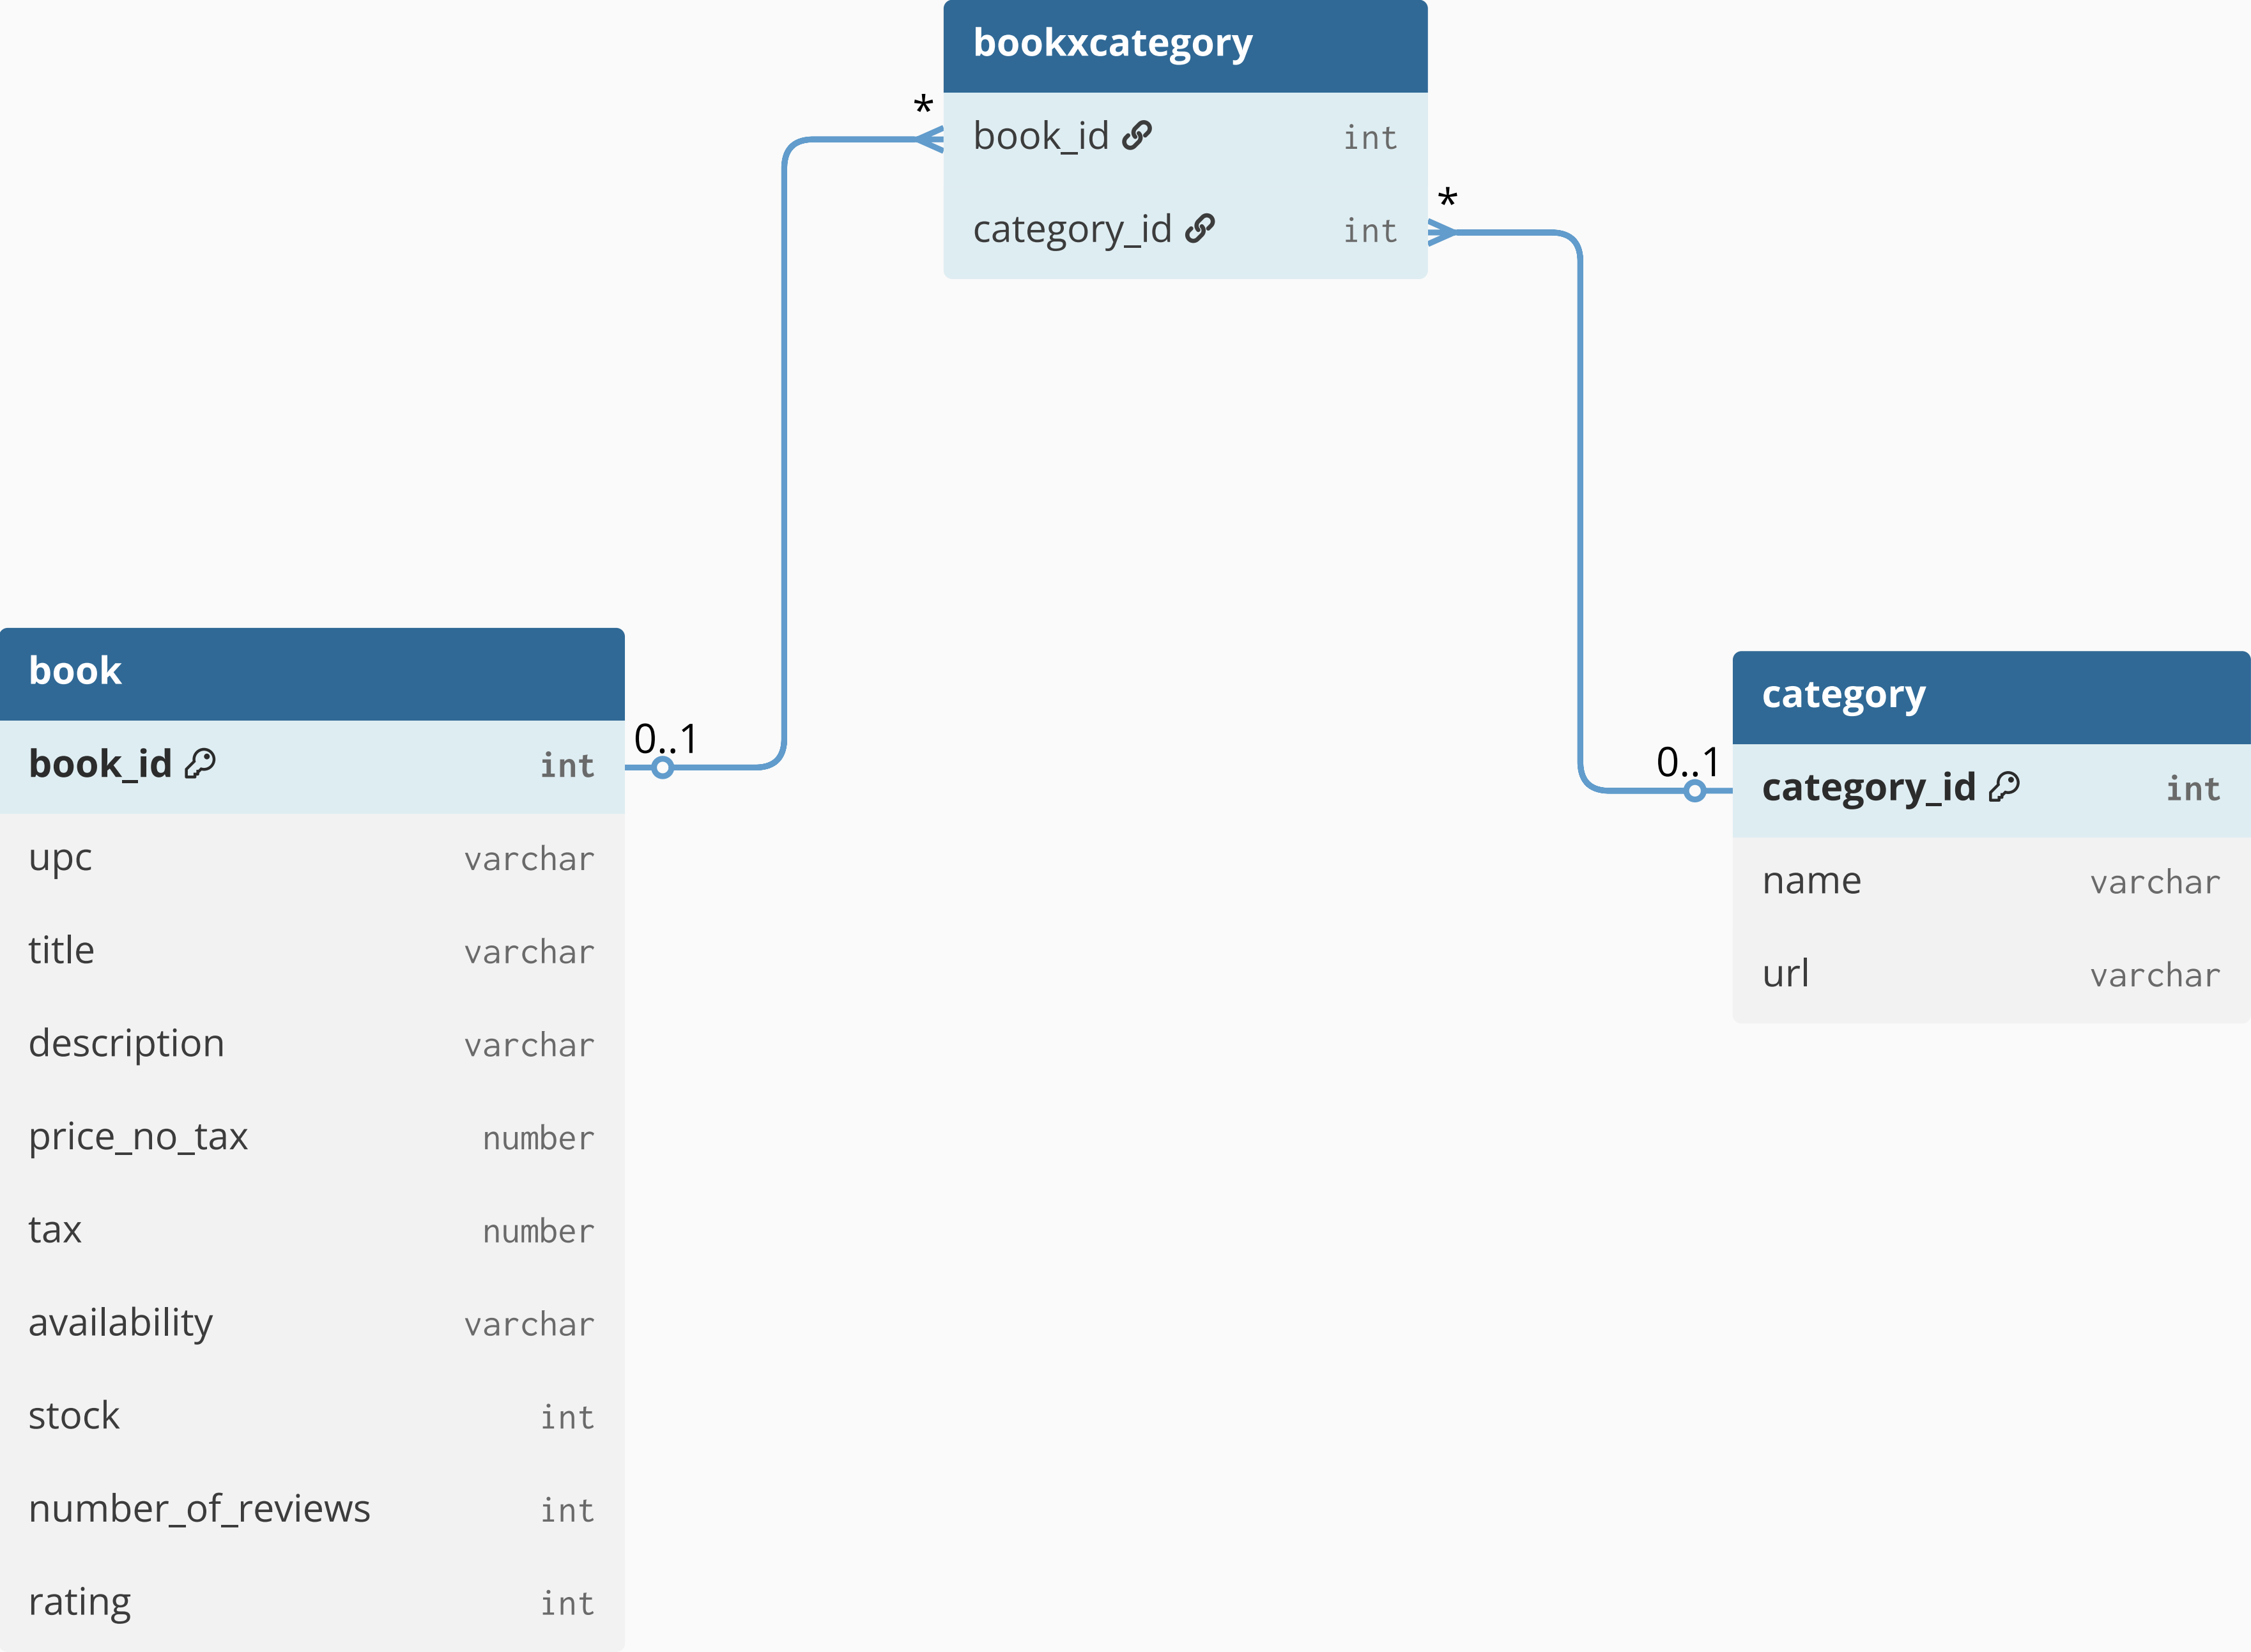 bookxcategory
*
book_id int
*
category_id int
book
0..1
book_id int
upc varchar
title varchar
description varchar
price_no_tax number
tax number
availability varchar
stock int
number_of_reviews int
rating int
category
0..1
category_id int
name varchar
url varchar